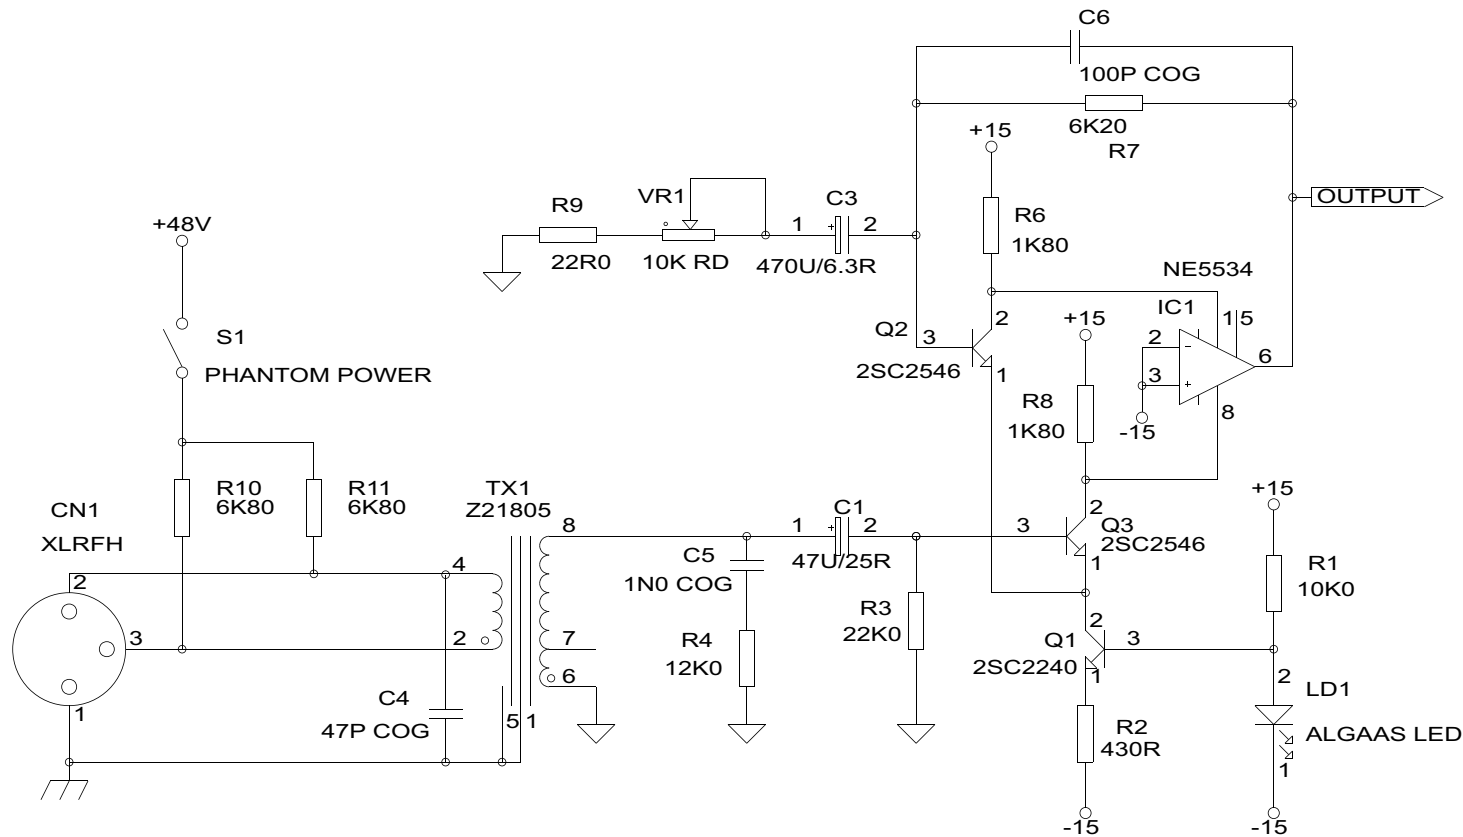 C6
100P COG
6K20
R7
+15
OUTPUT
R9
22R0
VR1
10K RD
1
C3
+
2
470U/6.3R
R6
1K80
+48V
S1
PHANTOM POWER
NE5534
IC1
1
5
2
-
3
+
6
8
-15
Q2
3
2
1
2SC2546
+15
R8
1K80
R10
6K80
R11
6K80
CN1
XLRFH
2
3
1
TX1
Z21805
4
2
8
7
6
5
1
C4
47P COG
C5
1N0 COG
R4
12K0
1
C1
+
2
47U/25R
R3
22K0
3
2
Q3
2SC2546
1
+15
R1
10K0
Q1
2SC2240
2
3
1
R2
430R
-15
2
LD1
ALGAAS LED
1
-15